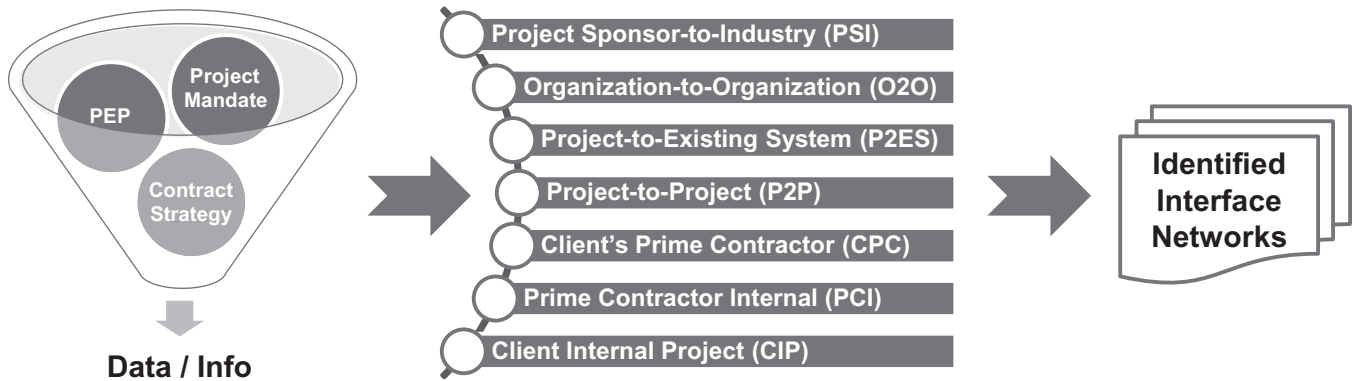 PEP
Project
Mandate
Contract
Strategy
Data / Info
Project Sponsor-to-Industry (PSI)
Organization-to-Organization (O2O)
Project-to-Existing System (P2ES)
Project-to-Project (P2P)
Client's Prime Contractor (CPC)
Prime Contractor Internal (PCI)
Client Internal Project (CIP)
Identified
Interface
Networks